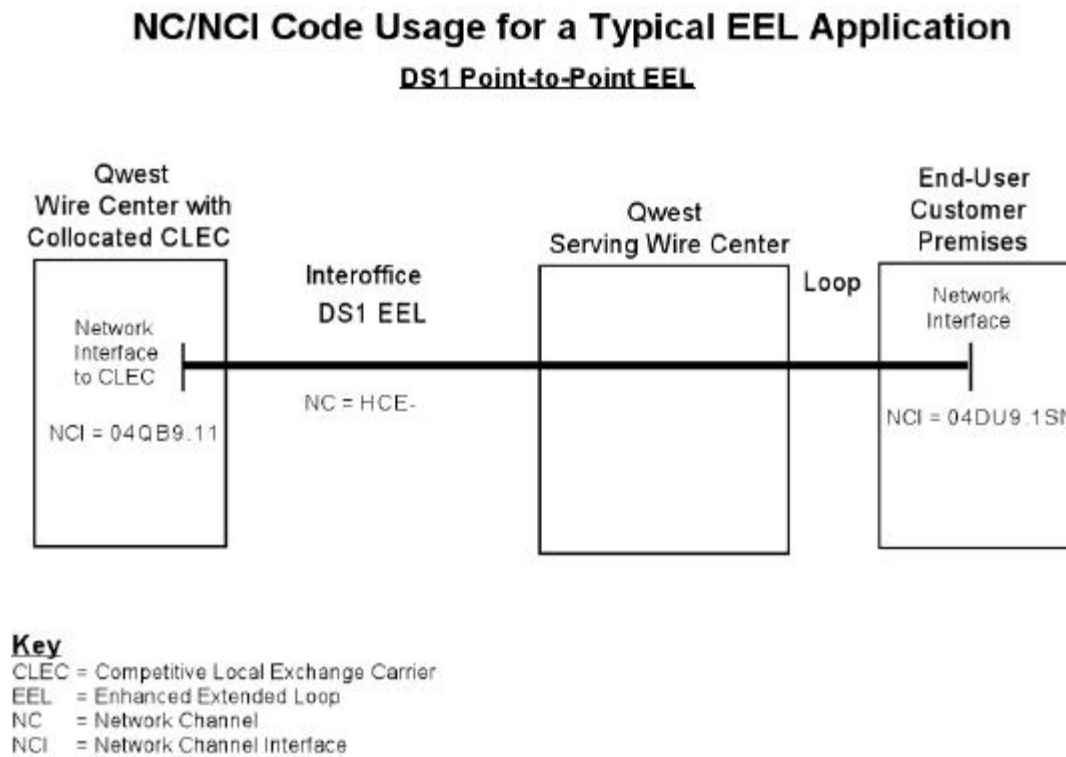 NC/NCI Code Usage for a Typical EEL Application
DS1 Point-to-Point EEL
Qwest
Wire Center with
Collocated CLEC
Interoffice
DS1 EEL
Qwest
Serving Wire Center
Loop
End-User
Customer
Premises
Network
Interface
to CLEC
NCI = 04QB9.11
NC = HCE-
Network
Interface
NCI = 04DU9.1SN
Key
CLEC = Competitive Local Exchange Carrier
EEL = Enhanced Extended Loop
NC = Network Channel
NCI = Network Channel Interface